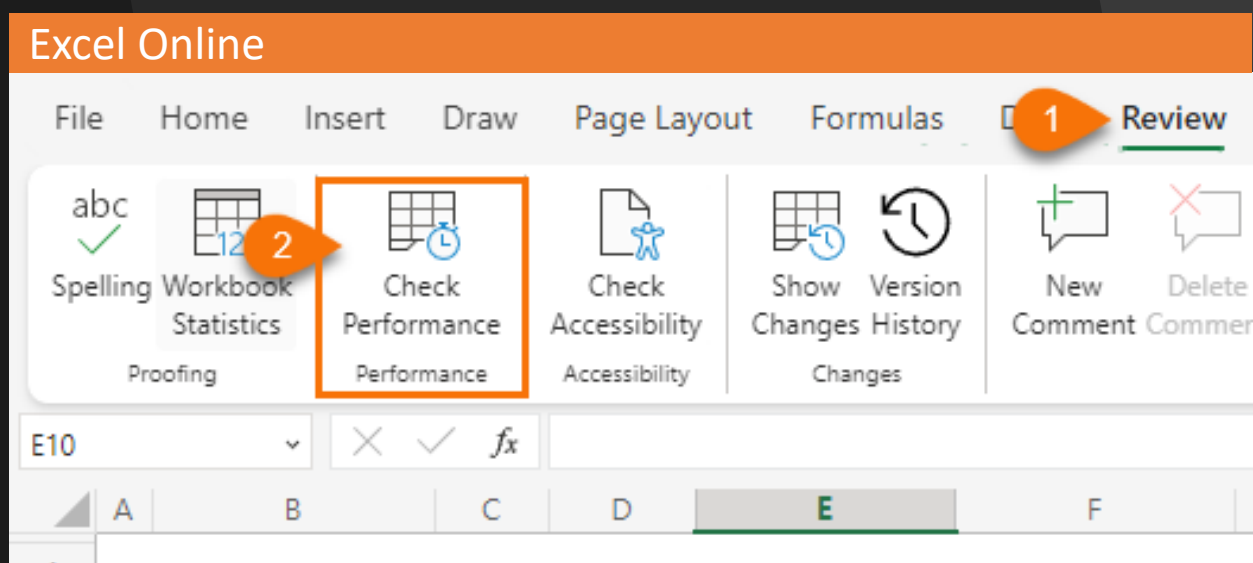 Excel Online
File Home Insert Draw Page Layout Formulas 1 Review
abc
12 2
Spelling Workbook Check Check Show Version New Delete
Statistics Performance Accessibility Changes History Comment
Proofing Performance Accessibility Changes
E10 fx
A B C D E F